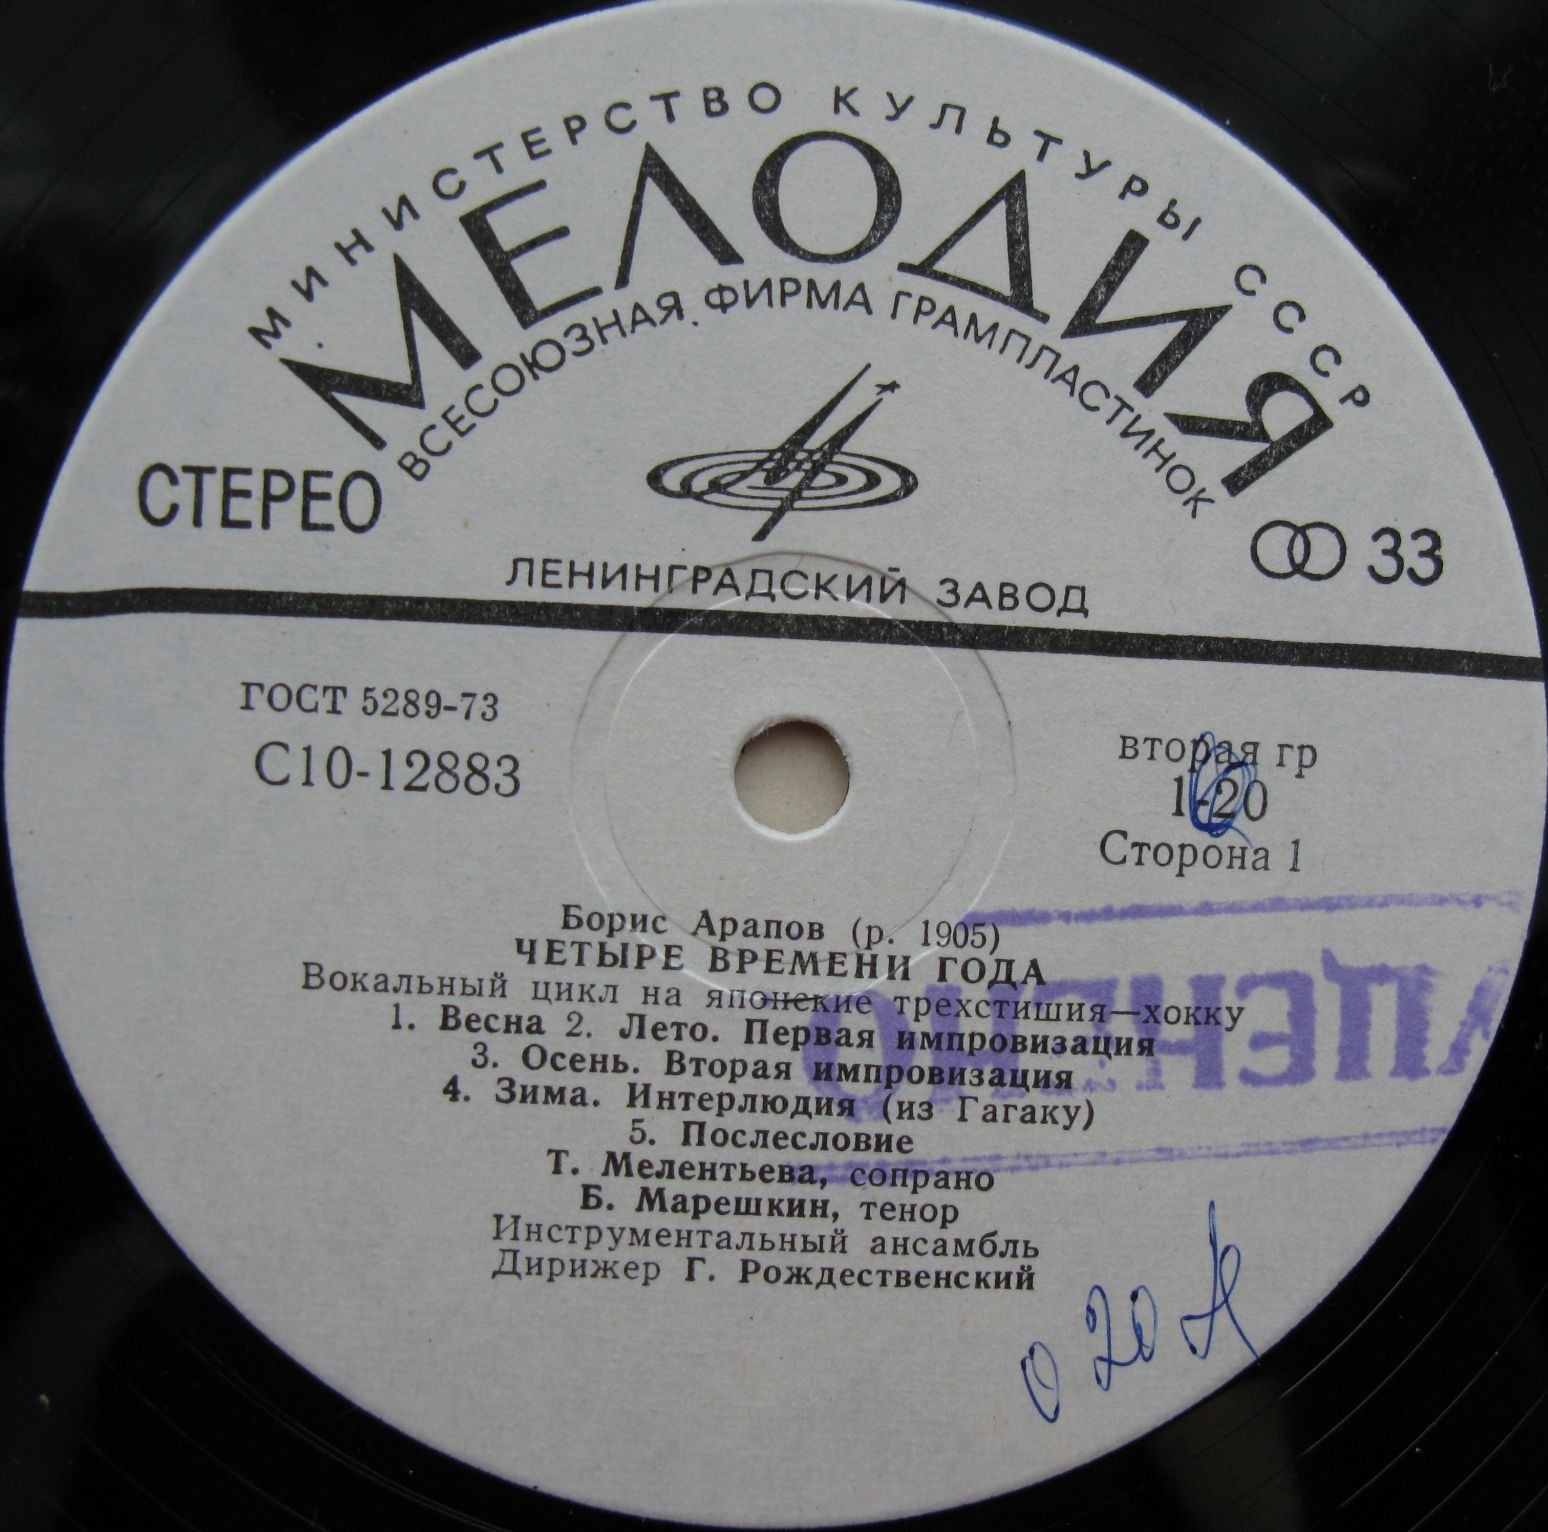 МИНИСТЕРСТВО КУЛЬТУРЫ СССР
МЕЛОДИЯ
ВСЕСОЮЗНАЯ ФИРМА ГРАМПЛАСТИНОК
СТЕРЕО
33
ЛЕНИНГРАДСКИЙ ЗАВОД
ГОСТ 5289-73
С10-12883
вторая гр
1-20
Сторона 1
Борис Арапов (р. 1905)
ЧЕТЫРЕ ВРЕМЕНИ ГОДА
Вокальный цикл на японские трехстишия—хокку
1. Весна 2. Лето. Первая импровизация
3. Осень. Вторая импровизация
4. Зима. Интерлюдия (из Гагаку)
5. Послесловие
Т. Мелентьева, сопрано
Б. Марешкин, тенор
Инструментальный ансамбль
Дирижер Г. Рождественский
0 20 к